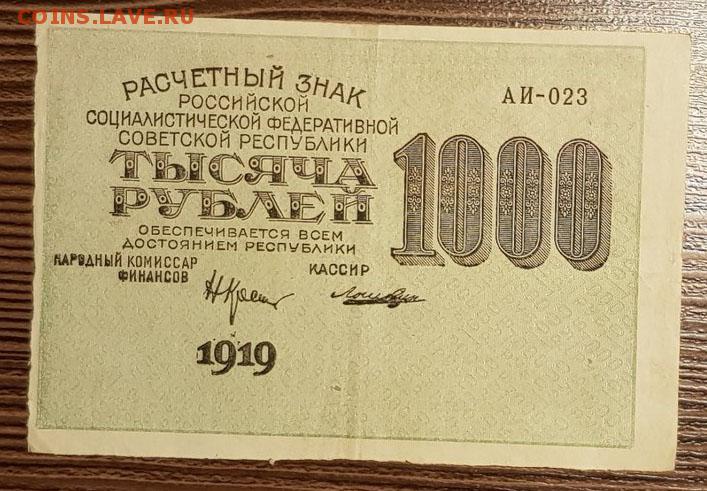 COINS.LAVE.RU
РАСЧЕТНЫЙ ЗНАК
РОССИЙСКОЙ
СОЦИАЛИСТИЧЕСКОЙ ФЕДЕРАТИВНОЙ
СОВЕТСКОЙ РЕСПУБЛИКИ
ТЫСЯЧА
РУБЛЕЙ
ОБЕСПЕЧИВАЕТСЯ ВСЕМ
ДОСТОЯНИЕМ РЕСПУБЛИКИ
НАРОДНЫЙ КОМИССАР
ФИНАНСОВ
КАССИР
1919
АИ-023
1000